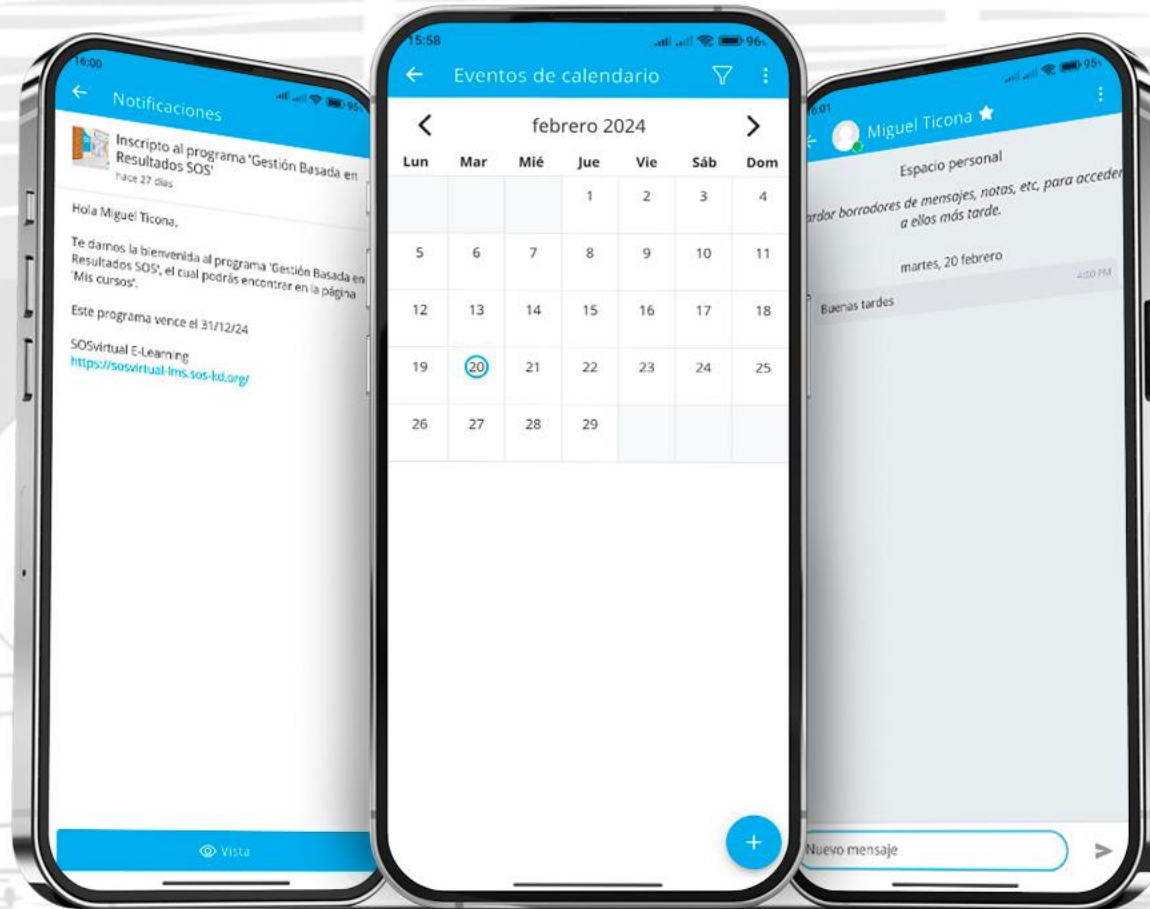 16:00
95%
Notificaciones
Inscripto al programa 'Gestión Basada en
Resultados SOS'
hace 27 días
Hola Miguel Ticona,
Te damos la bienvenida al programa 'Gestión Basada en
Resultados SOS', el cual podrás encontrar en la página
'Mis cursos'.
Este programa vence el 31/12/24
SOSvirtual E-Learning
https://sosvirtual-lms.sos-kd.org/
Vista
15:58
96%
Eventos de calendario
febrero 2024
Lun Mar Mié Jue Vie Sáb Dom
1 2 3 4
5 6 7 8 9 10 11
12 13 14 15 16 17 18
19 20 21 22 23 24 25
26 27 28 29
+
16:01
95%
Miguel Ticona
Espacio personal
ardar borradores de mensajes, notas, etc, para acceder
a ellos más tarde.
martes, 20 febrero
Buenas tardes
4:00 PM
Nuevo mensaje